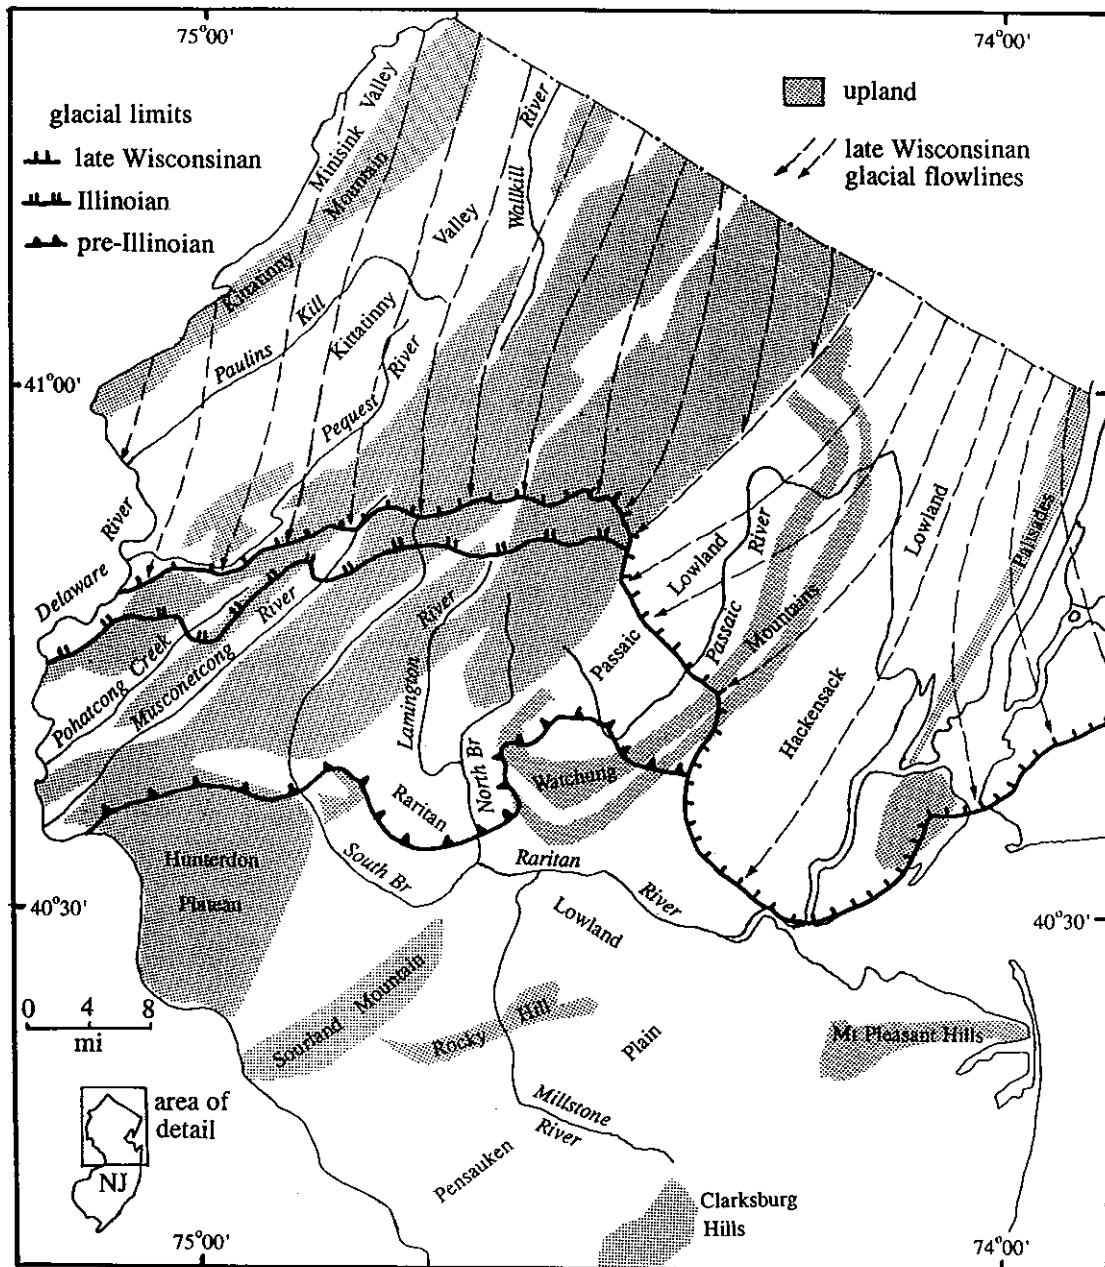 75°00'
74°00'
glacial limits
late Wisconsinan
Illinoian
pre-Illinoian
upland
late Wisconsinan
glacial flowlines
Minisink Valley
Kittatinny Mountain
Wallkill River
Valley
Kittatinny
Paulins Kill
Pequest River
41°00'
Delaware River
Pohatcong Creek
Musconetcong River
Lamington River
North Br
South Br
Raritan
Passaic
Lowland
Passaic River
Watchung
Mountains
Hackensack
Lowland
Palisades
Hunterdon
Plateau
Raritan
River
Lowland
40°30'
40°30'
0 4 8
mi
Sourland Mountain
Rocky Hill
Plain
Mt Pleasant Hills
Millstone
River
Pensauken
Clarksburg
Hills
area of
detail
NJ
75°00'
74°00'